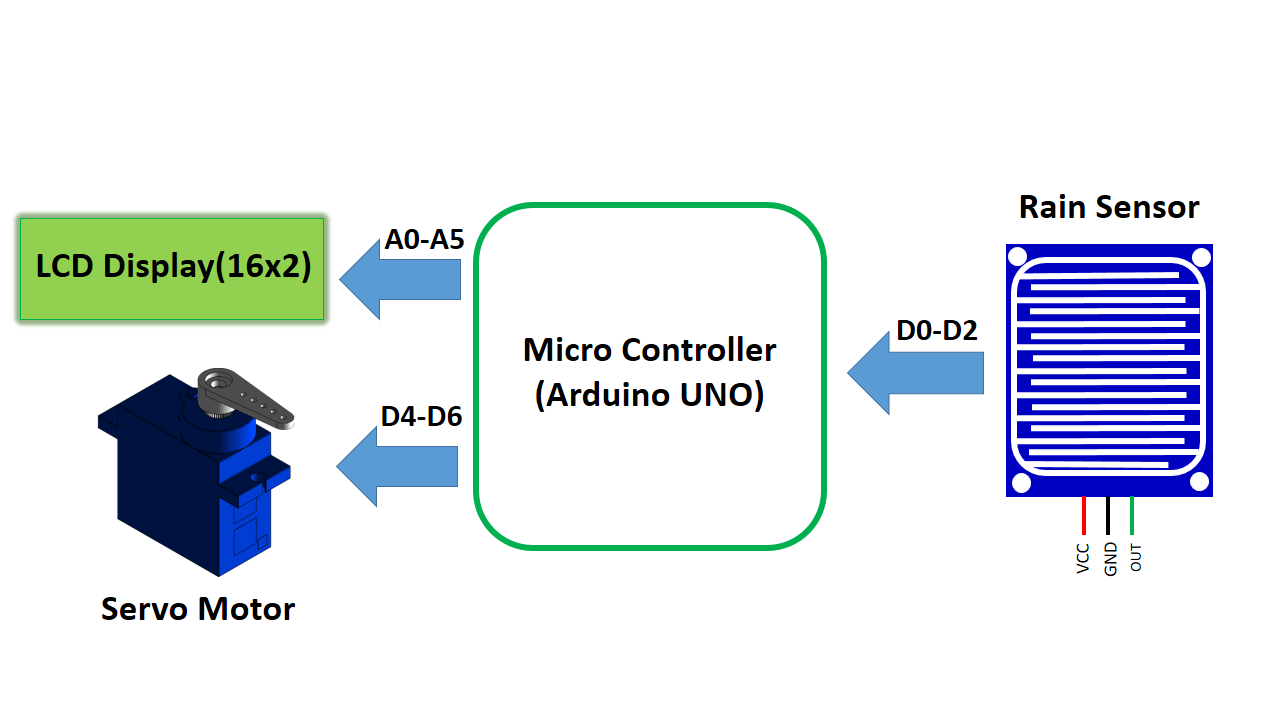 Rain Sensor
A0-A5
LCD Display(16x2)
D0-D2
Micro Controller
(Arduino UNO)
D4-D6
VCC
GND
OUT
Servo Motor